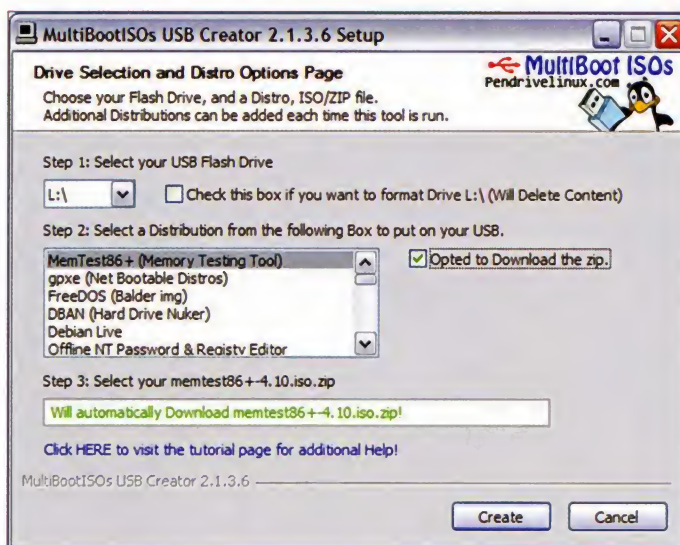 MultiBootISOs USB Creator 2.1.3.6 Setup
Drive Selection and Distro Options Page
Choose your Flash Drive, and a Distro, ISO/ZIP file.
Additional Distributions can be added each time this tool is run.
MultiBoot ISOs
Pendrivelinux.com
Step 1: Select your USB Flash Drive
L:\
Check this box if you want to format Drive L:\ (Will Delete Content)
Step 2: Select a Distribution from the following Box to put on your USB.
MemTest86+ (Memory Testing Tool)
gpxe (Net Bootable Distros)
FreeDOS (Balder img)
DBAN (Hard Drive Nuker)
Debian Live
Offline NT Password & Registy Editor
Opted to Download the zip.
Step 3: Select your memtest86+-4.10.iso.zip
Will automatically Download memtest86+-4.10.iso.zip!
Click HERE to visit the tutorial page for additional Help!
MultiBootISOs USB Creator 2.1.3.6
Create
Cancel